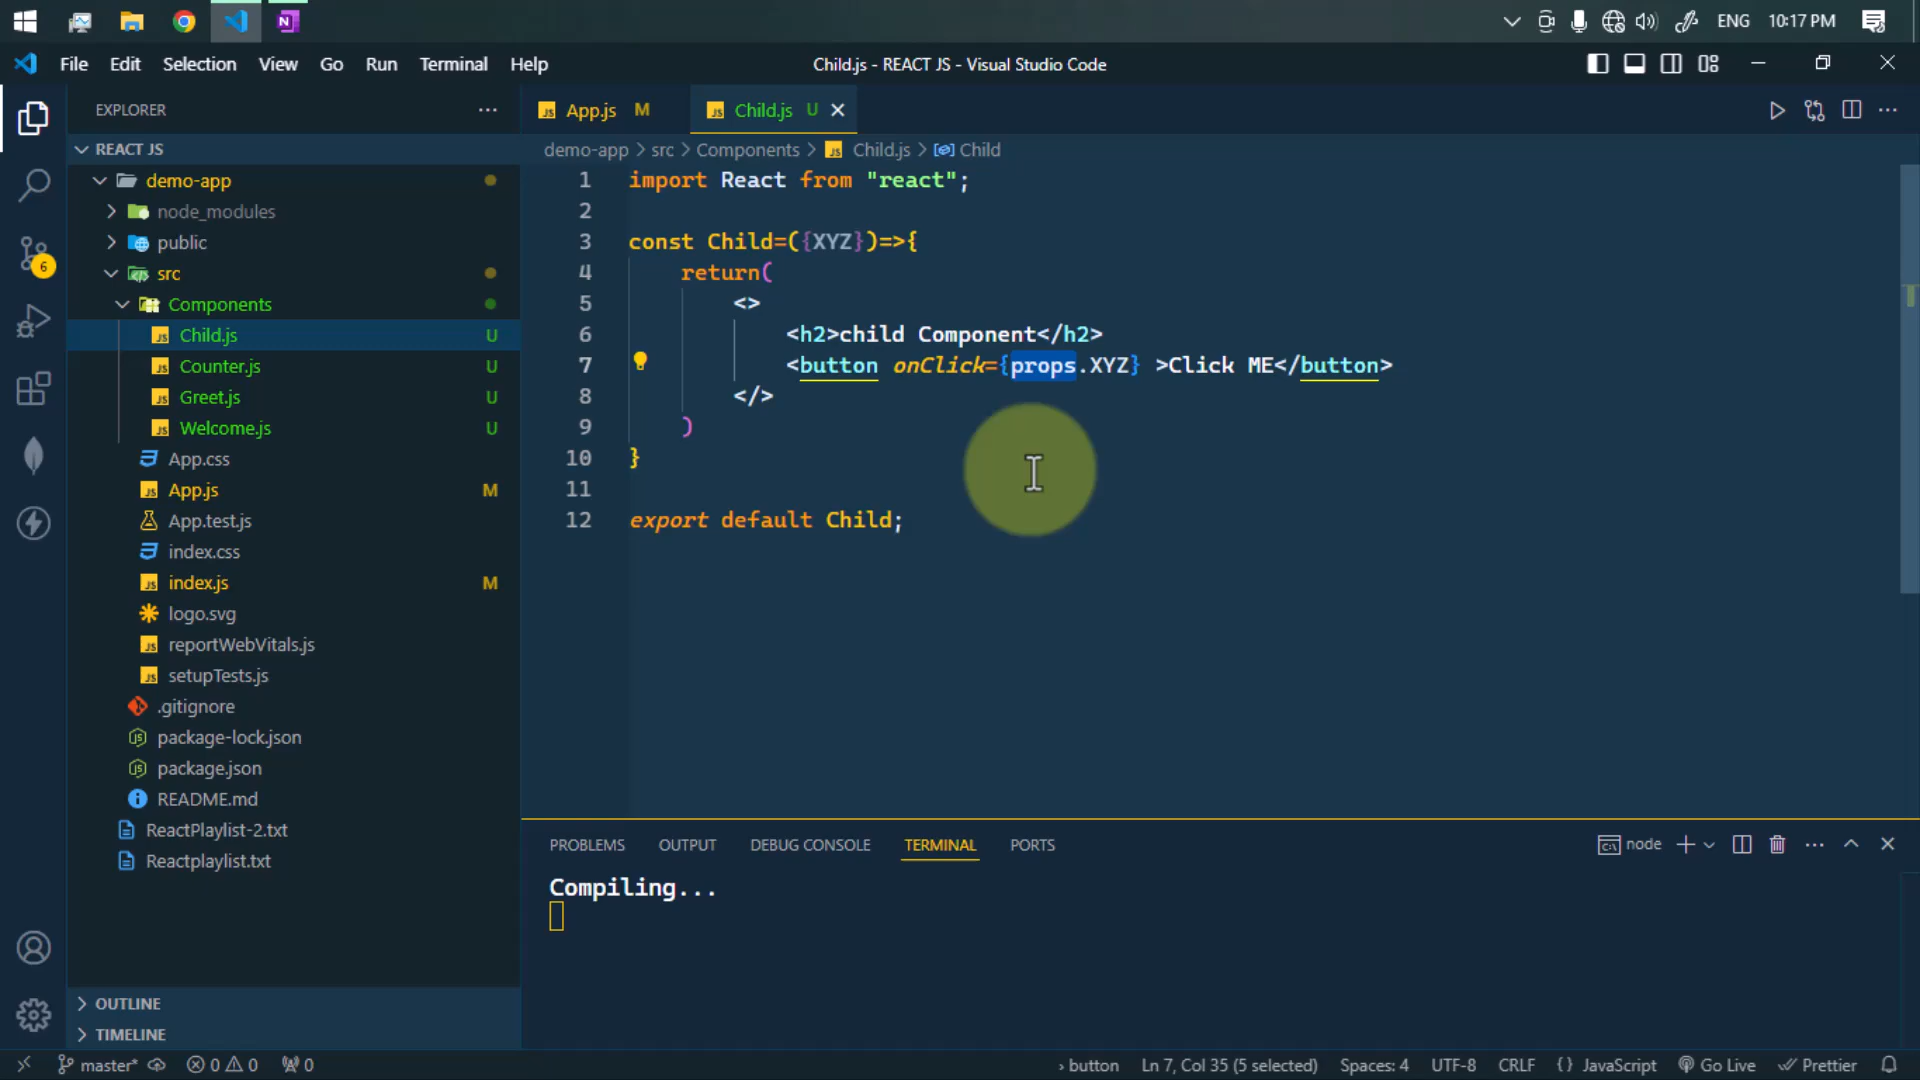 ENG 10:17 PM
File Edit Selection View Go Run Terminal Help
Child.js - REACT JS - Visual Studio Code
EXPLORER
REACT JS
demo-app
node_modules
public
src
Components
Child.js U
Counter.js U
Greet.js U
Welcome.js U
App.css
App.js M
App.test.js
index.css
index.js M
logo.svg
reportWebVitals.js
setupTests.js
.gitignore
package-lock.json
package.json
README.md
ReactPlaylist-2.txt
Reactplaylist.txt
OUTLINE
TIMELINE
6
App.js M Child.js U
demo-app > src > Components > Child.js > Child
1 import React from "react";
2
3 const Child=({XYZ})=>{
4 return(
5 <>
6 <h2>child Component</h2>
7 <button onClick={props.XYZ} >Click ME</button>
8 </>
9 )
10 }
11
12 export default Child;
PROBLEMS OUTPUT DEBUG CONSOLE TERMINAL PORTS
node
Compiling...
master* 0 0 0
› button Ln 7, Col 35 (5 selected) Spaces: 4 UTF-8 CRLF {} JavaScript Go Live Prettier